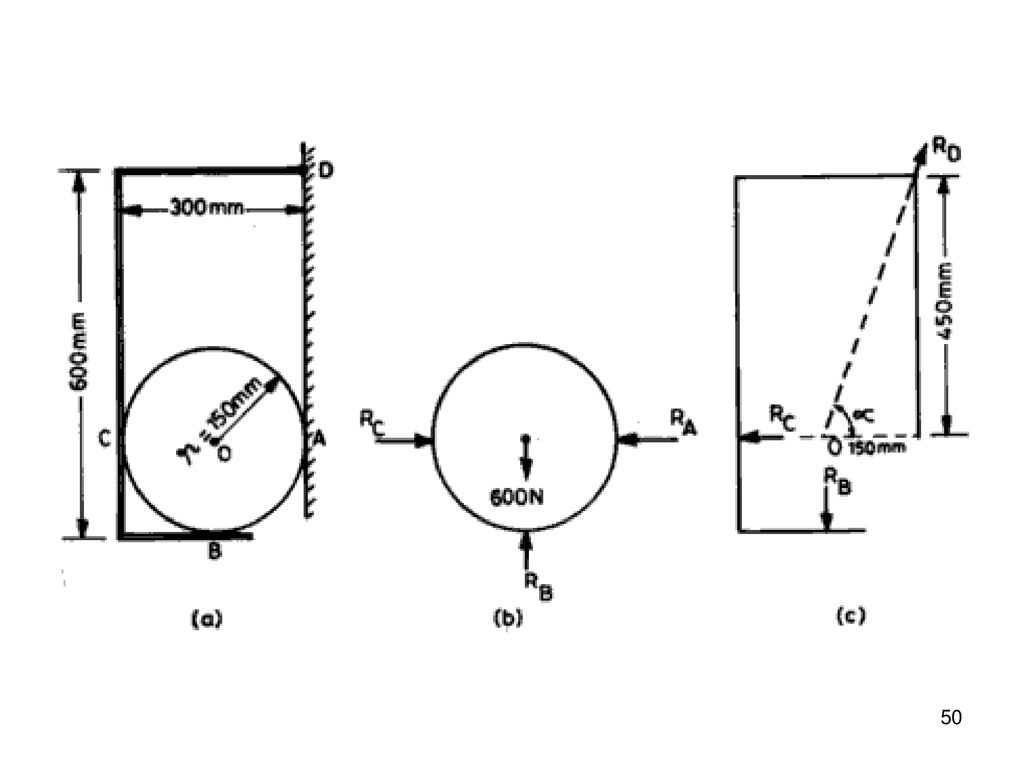 D
300mm
600mm
C
r = 150mm
O
A
B
(a)
R_C
R_A
600N
R_B
(b)
R_D
450mm
R_C
∝
O 150mm
R_B
(c)
50